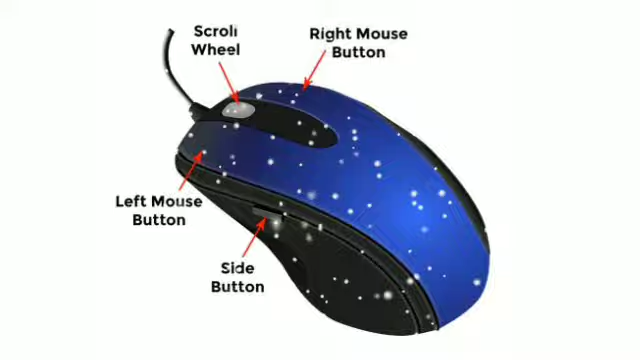 Scroll
Wheel
Right Mouse
Button
Left Mouse
Button
Side
Button